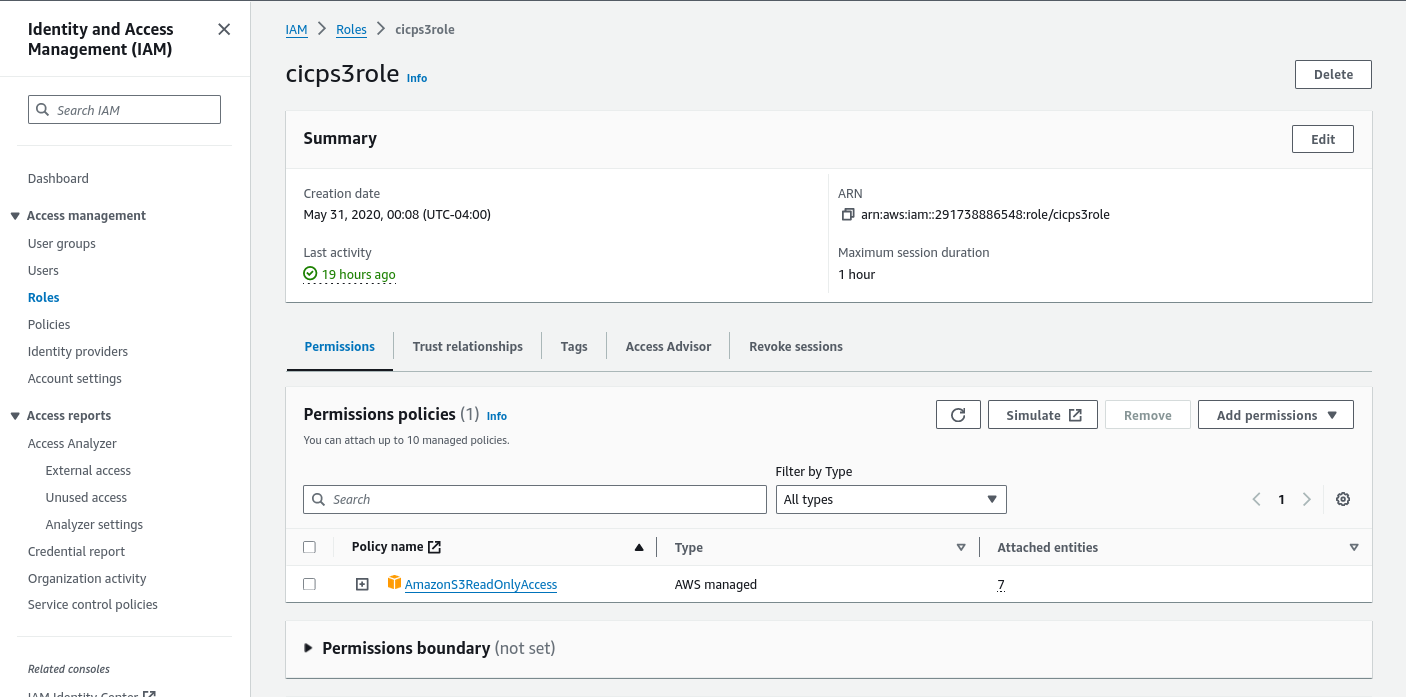 Identity and Access
Management (IAM)
Search IAM
Dashboard
Access management
User groups
Users
Roles
Policies
Identity providers
Account settings
Access reports
Access Analyzer
External access
Unused access
Analyzer settings
Credential report
Organization activity
Service control policies
Related consoles
IAM Identity Center
IAM Roles cicps3role
cicps3role Info
Delete
Summary
Edit
Creation date
May 31, 2020, 00:08 (UTC-04:00)
Last activity
19 hours ago
ARN
arn:aws:iam::291738886548:role/cicps3role
Maximum session duration
1 hour
Permissions Trust relationships Tags Access Advisor Revoke sessions
Permissions policies (1) Info
Simulate Remove Add permissions
You can attach up to 10 managed policies.
Filter by Type
Search All types 1
Policy name Type Attached entities
AmazonS3ReadOnlyAccess AWS managed 7
Permissions boundary (not set)